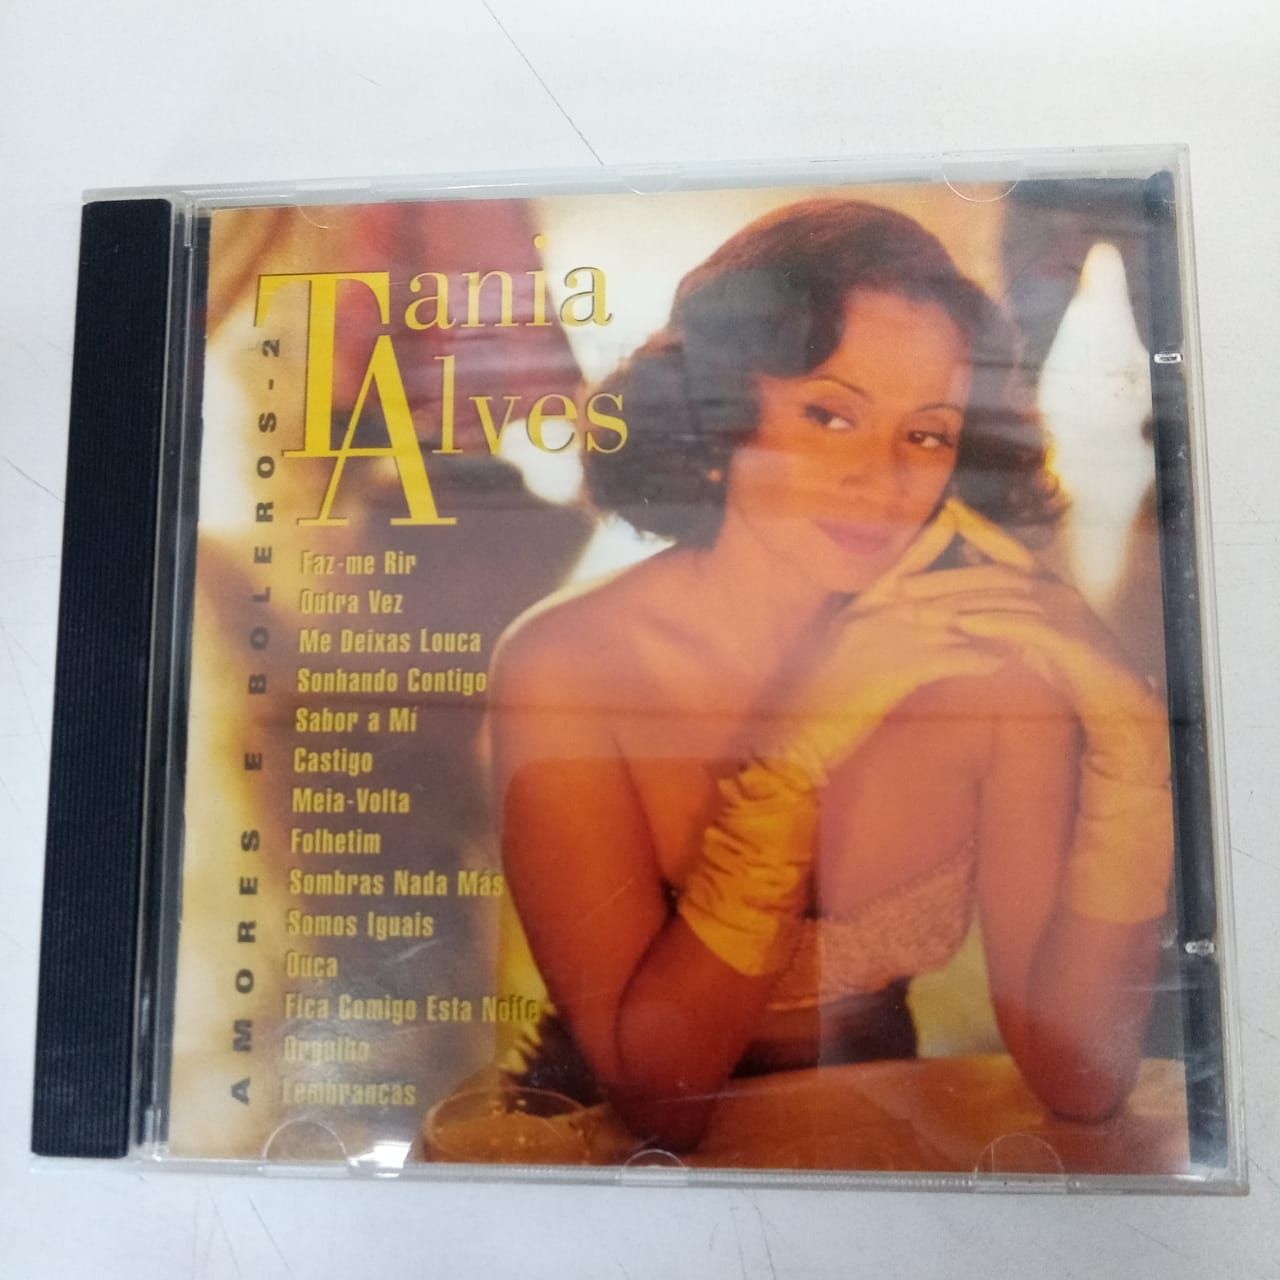 Tania
Alves
AMORES E BOLEROS - 2
Faz-me Rir
Outra Vez
Me Deixas Louca
Sonhando Contigo
Sabor a Mí
Castigo
Meia-Volta
Folhetim
Sombras Nada Más
Somos Iguais
Ouça
Fica Comigo Esta Noite
Orgulho
Lembranças